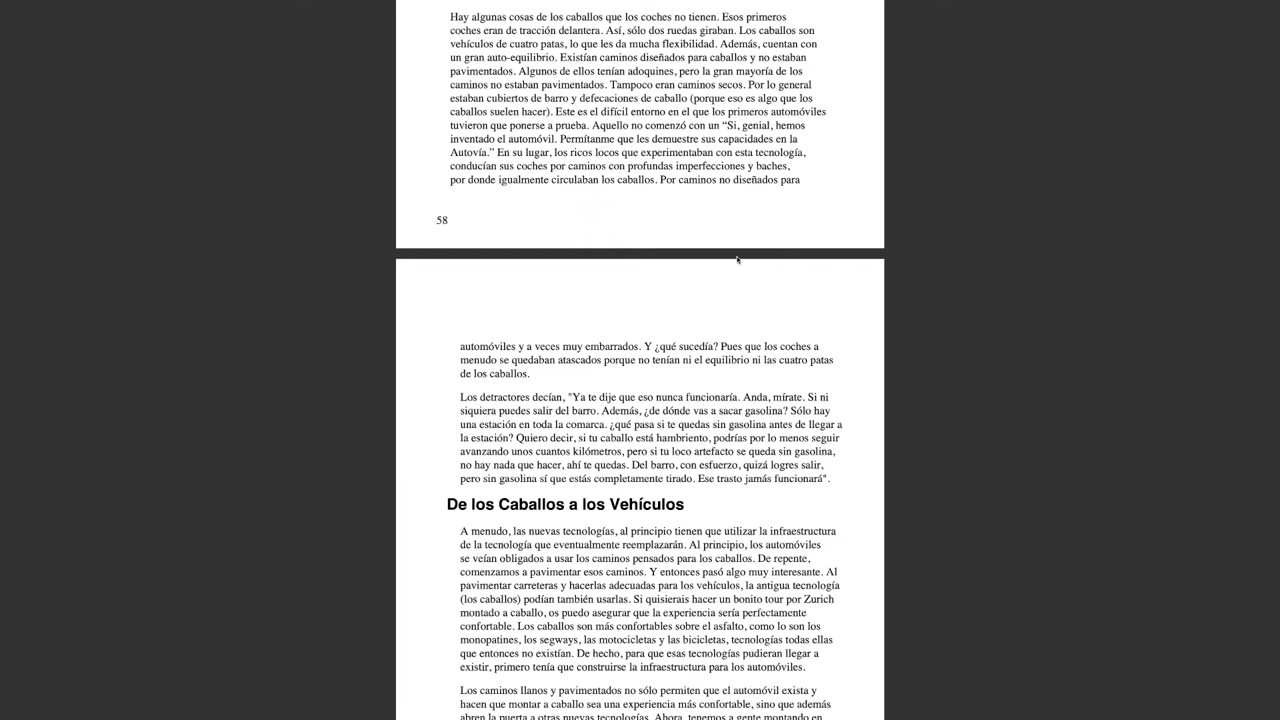 Hay algunas cosas de los caballos que los coches no tienen. Esos primeros
coches eran de tracción delantera. Así, sólo dos ruedas giraban. Los caballos son
vehículos de cuatro patas, lo que les da mucha flexibilidad. Además, cuentan con
un gran auto-equilibrio. Existían caminos diseñados para caballos y no estaban
pavimentados. Algunos de ellos tenían adoquines, pero la gran mayoría de los
caminos no estaban pavimentados. Tampoco eran caminos secos. Por lo general
estaban cubiertos de barro y defecaciones de caballo (porque eso es algo que los
caballos suelen hacer). Este es el difícil entorno en el que los primeros automóviles
tuvieron que ponerse a prueba. Aquello no comenzó con un “Si, genial, hemos
inventado el automóvil. Permítanme que les demuestre sus capacidades en la
Autovía.” En su lugar, los ricos locos que experimentaban con esta tecnología,
conducían sus coches por caminos con profundas imperfecciones y baches,
por donde igualmente circulaban los caballos. Por caminos no diseñados para
58
automóviles y a veces muy embarrados. Y ¿qué sucedía? Pues que los coches a
menudo se quedaban atascados porque no tenían ni el equilibrio ni las cuatro patas
de los caballos.
Los detractores decían, "Ya te dije que eso nunca funcionaría. Anda, mírate. Si ni
siquiera puedes salir del barro. Además, ¿de dónde vas a sacar gasolina? Sólo hay
una estación en toda la comarca. ¿qué pasa si te quedas sin gasolina antes de llegar a
la estación? Quiero decir, si tu caballo está hambriento, podrías por lo menos seguir
avanzando unos cuantos kilómetros, pero si tu loco artefacto se queda sin gasolina,
no hay nada que hacer, ahí te quedas. Del barro, con esfuerzo, quizá logres salir,
pero sin gasolina sí que estás completamente tirado. Ese trasto jamás funcionará".
De los Caballos a los Vehículos
A menudo, las nuevas tecnologías, al principio tienen que utilizar la infraestructura
de la tecnología que eventualmente reemplazarán. Al principio, los automóviles
se veían obligados a usar los caminos pensados para los caballos. De repente,
comenzamos a pavimentar esos caminos. Y entonces pasó algo muy interesante. Al
pavimentar carreteras y hacerlas adecuadas para los vehículos, la antigua tecnología
(los caballos) podían también usarlas. Si quisierais hacer un bonito tour por Zurich
montado a caballo, os puedo asegurar que la experiencia sería perfectamente
confortable. Los caballos son más confortables sobre el asfalto, como lo son los
monopatines, los segways, las motocicletas y las bicicletas, tecnologías todas ellas
que entonces no existían. De hecho, para que esas tecnologías pudieran llegar a
existir, primero tenía que construirse la infraestructura para los automóviles.
Los caminos llanos y pavimentados no sólo permiten que el automóvil exista y
hacen que montar a caballo sea una experiencia más confortable, sino que además
abren la puerta a otras nuevas tecnologías. Ahora, tenemos a gente montando en